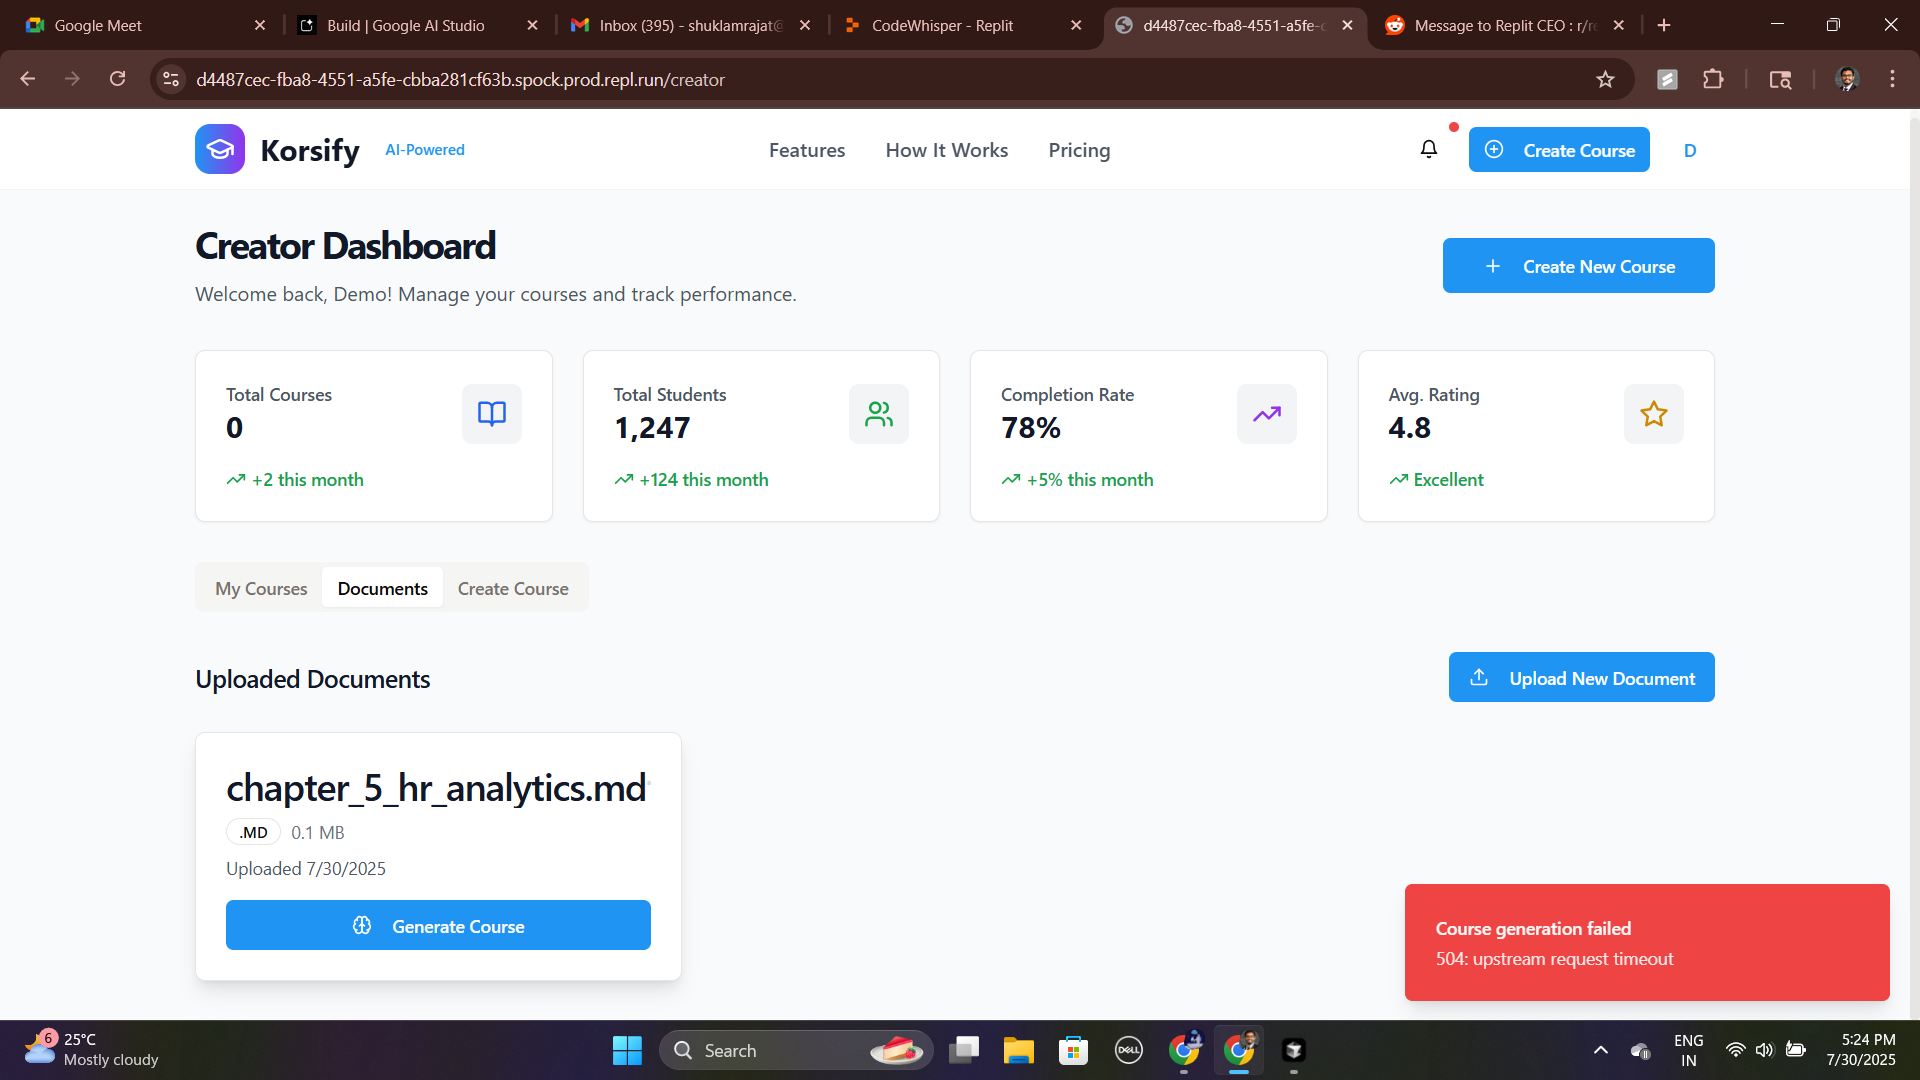 Google Meet
Build | Google AI Studio
Inbox (395) - shuklamrajat@
CodeWhisper - Replit
d4487cec-fba8-4551-a5fe-c
Message to Replit CEO : r/re
d4487cec-fba8-4551-a5fe-cbba281cf63b.spock.prod.repl.run/creator
Korsify AI-Powered
Features
How It Works
Pricing
Create Course
D
Creator Dashboard
Welcome back, Demo! Manage your courses and track performance.
Create New Course
Total Courses
0
+2 this month
Total Students
1,247
+124 this month
Completion Rate
78%
+5% this month
Avg. Rating
4.8
Excellent
My Courses
Documents
Create Course
Uploaded Documents
Upload New Document
chapter_5_hr_analytics.md
.MD 0.1 MB
Uploaded 7/30/2025
Generate Course
Course generation failed
504: upstream request timeout
6
25°C
Mostly cloudy
Search
DELL
ENG
IN
5:24 PM
7/30/2025